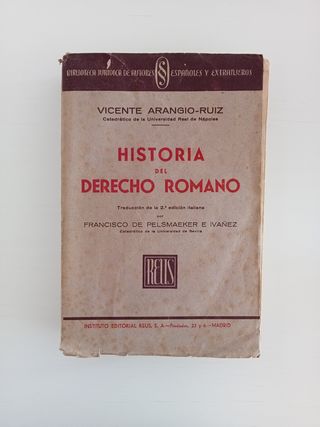 BIBLIOTECA JURÍDICA DE AUTORES ESPAÑOLES Y EXTRANJEROS
VICENTE ARANGIO-RUIZ
Catedrático de la Universidad Real de Nápoles
HISTORIA
DEL
DERECHO ROMANO
Traducción de la 2.ª edición italiana
por
FRANCISCO DE PELSMAEKER E IVAÑEZ
Catedrático de la Universidad de Sevilla
REUS
INSTITUTO EDITORIAL REUS, S. A.—Preciados, 23 y 6.—MADRID